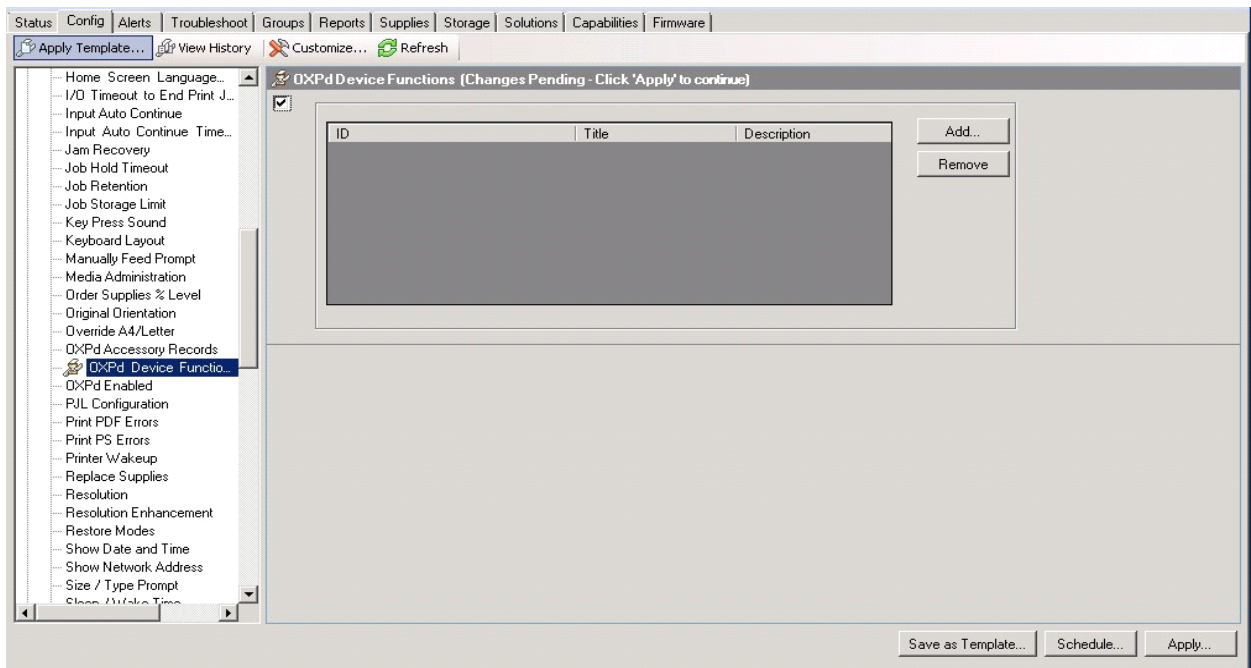 Status Config Alerts Troubleshoot Groups Reports Supplies Storage Solutions Capabilities Firmware
Apply Template... View History Customize... Refresh
Home Screen Language...
I/O Timeout to End Print J...
Input Auto Continue
Input Auto Continue Time...
Jam Recovery
Job Hold Timeout
Job Retention
Job Storage Limit
Key Press Sound
Keyboard Layout
Manually Feed Prompt
Media Administration
Order Supplies % Level
Original Orientation
Override A4/Letter
OXPd Accessory Records
OXPd Device Functio...
OXPd Enabled
PJL Configuration
Print PDF Errors
Print PS Errors
Printer Wakeup
Replace Supplies
Resolution
Resolution Enhancement
Restore Modes
Show Date and Time
Show Network Address
Size / Type Prompt
Sleep / Wake Time
OXPd Device Functions (Changes Pending - Click 'Apply' to continue)
ID Title Description
Add...
Remove
Save as Template... Schedule... Apply...